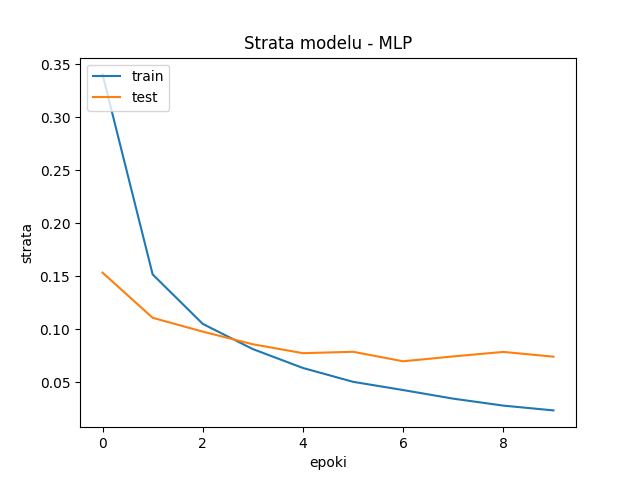 Strata modelu - MLP
train
test
0.35
0.30
0.25
0.20
0.15
0.10
0.05
strata
0 2 4 6 8
epoki